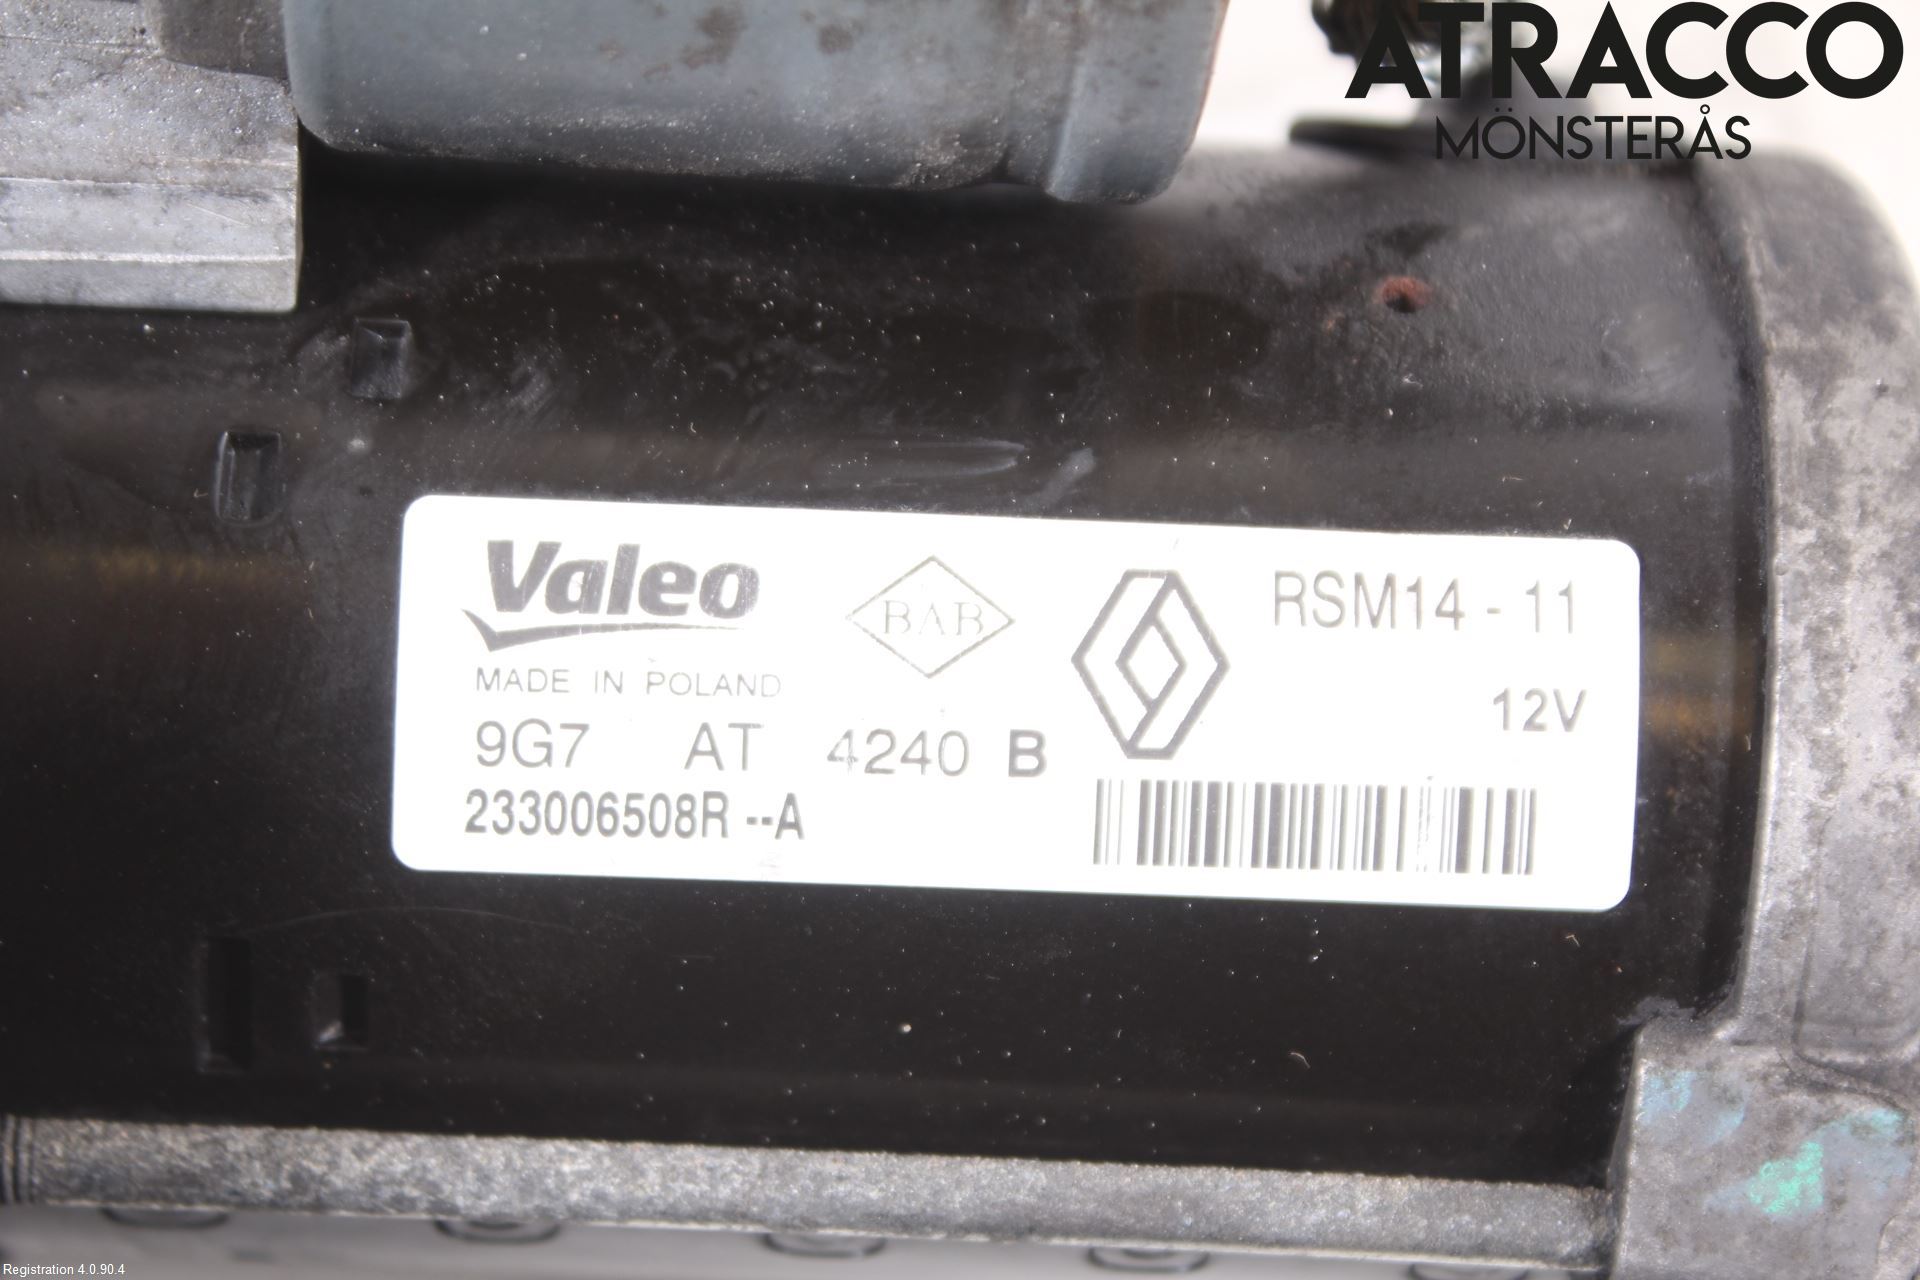 ATRACCO
MÖNSTERÅS
Valeo
BAB
RSM14 - 11
MADE IN POLAND
12V
9G7 AT 4240 B
233006508R --A
Registration 4.0.90.4